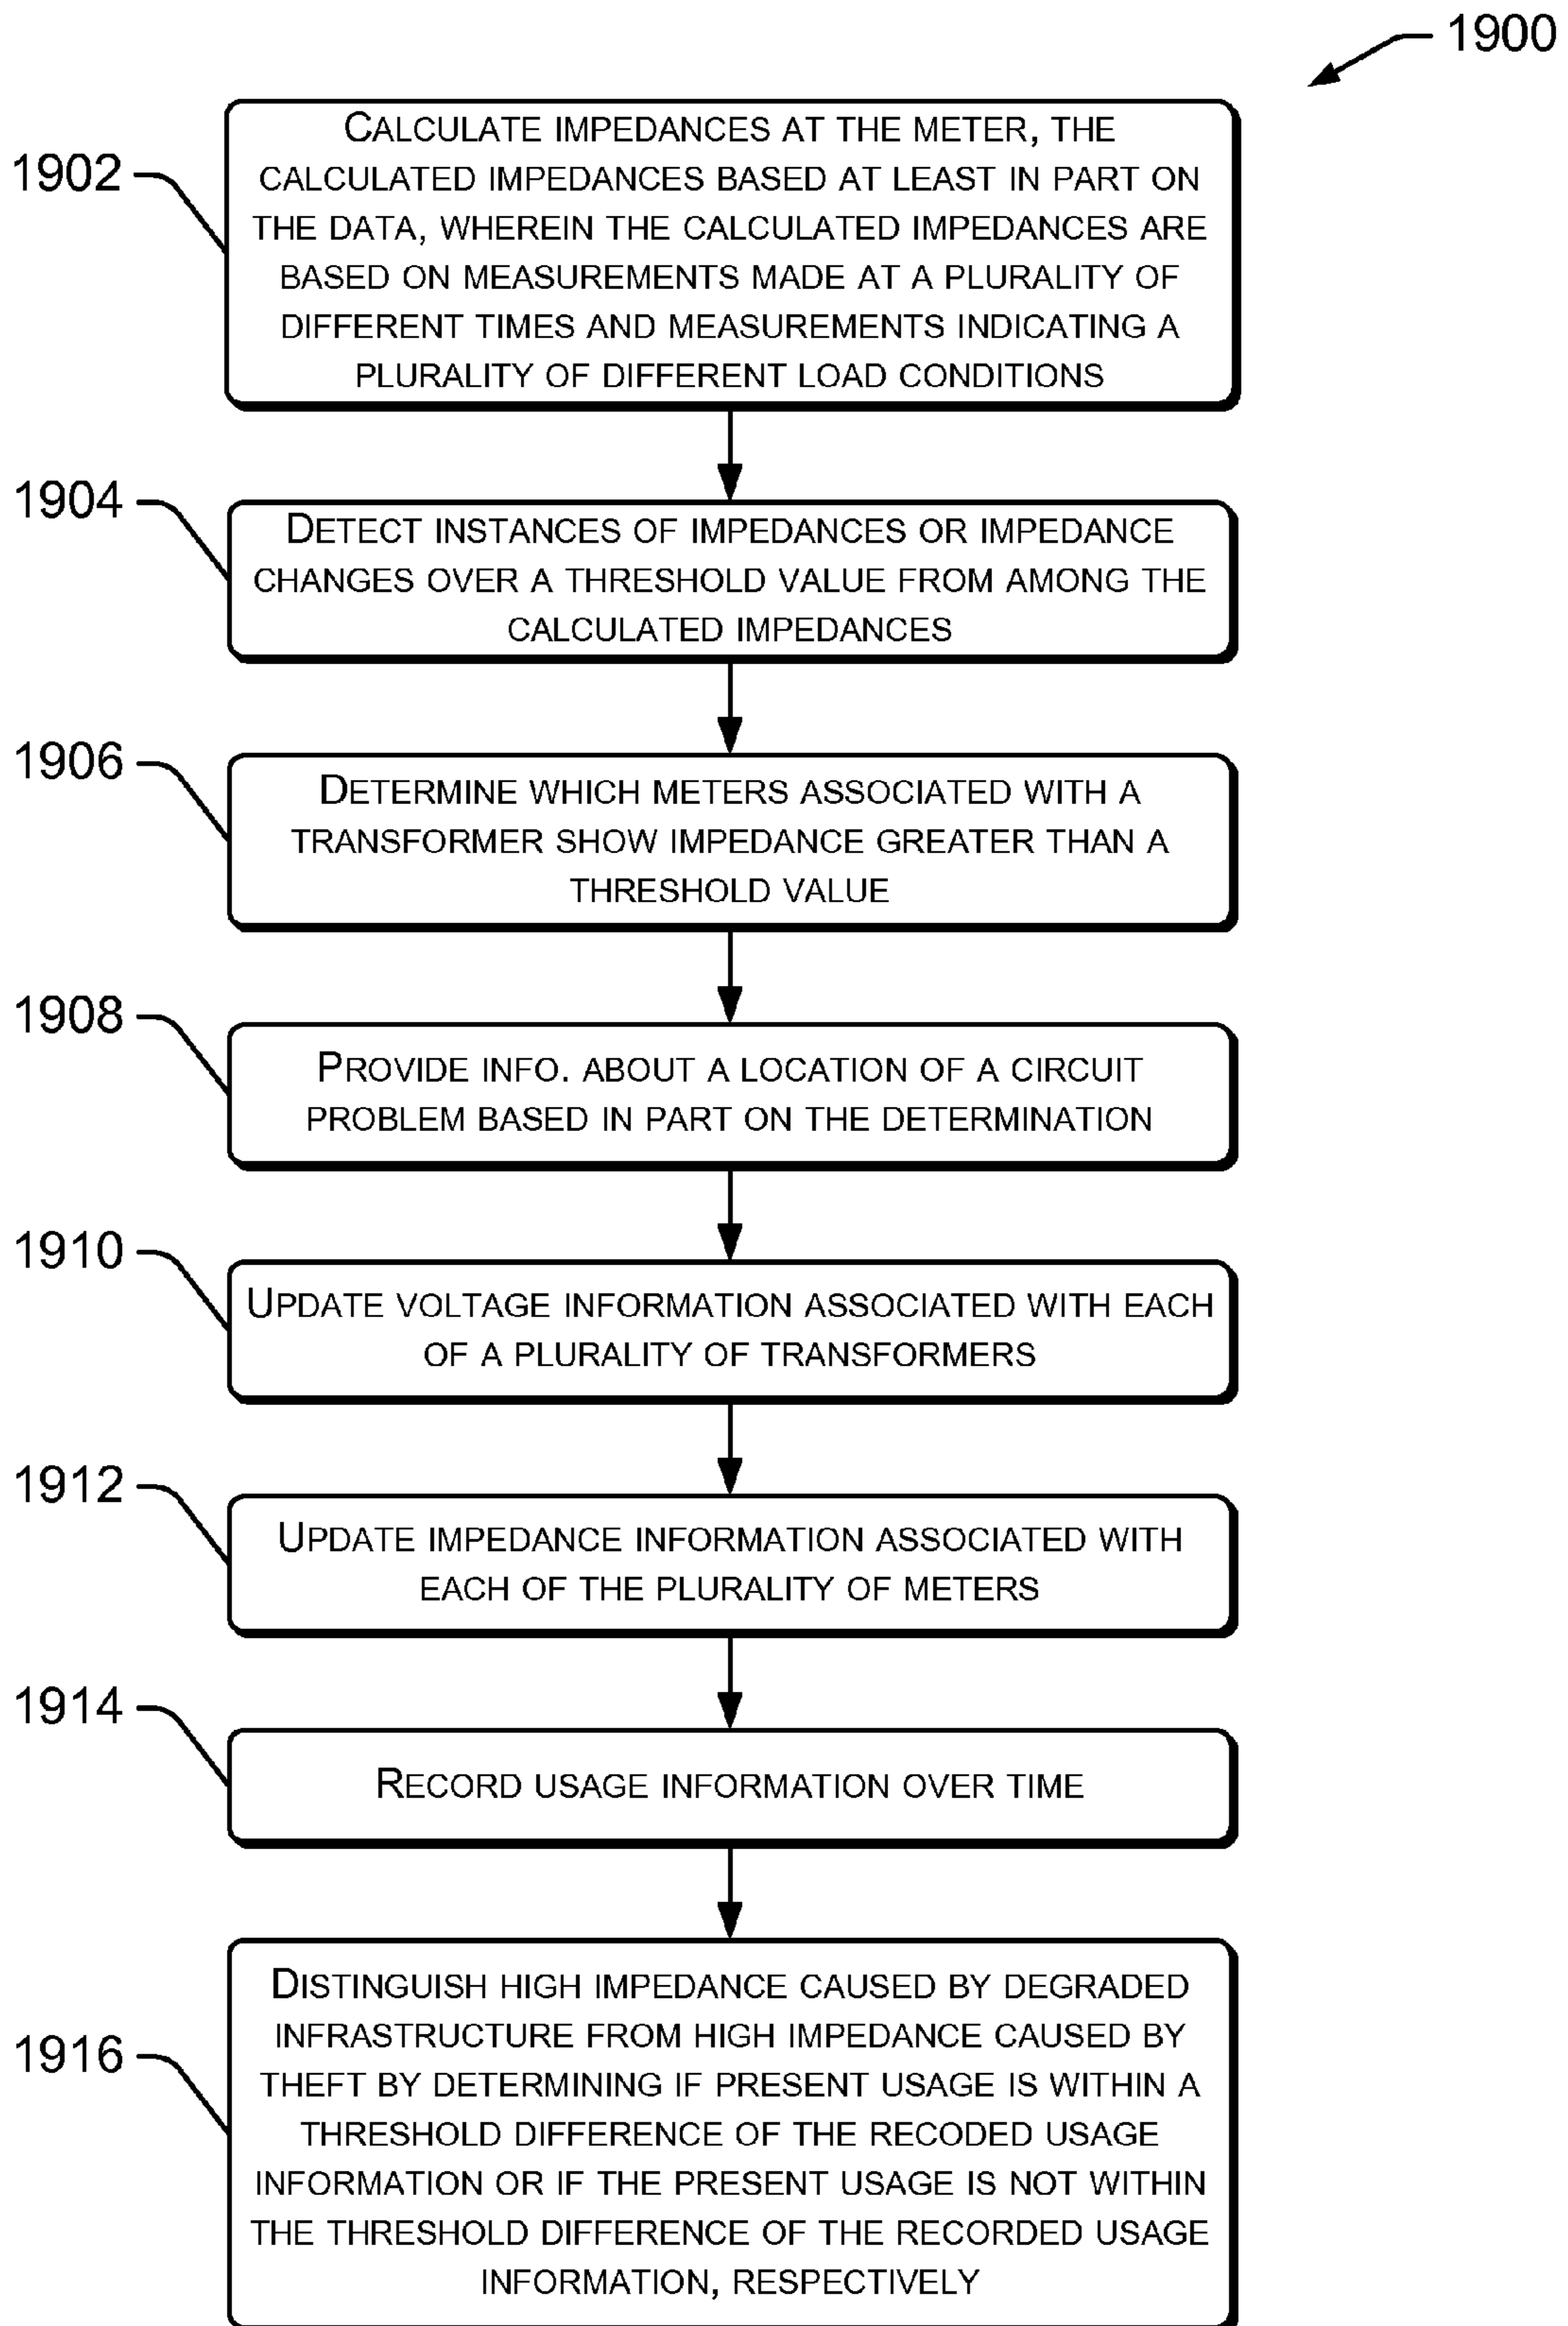 1900
1902
CALCULATE IMPEDANCES AT THE METER, THE
CALCULATED IMPEDANCES BASED AT LEAST IN PART ON
THE DATA, WHEREIN THE CALCULATED IMPEDANCES ARE
BASED ON MEASUREMENTS MADE AT A PLURALITY OF
DIFFERENT TIMES AND MEASUREMENTS INDICATING A
PLURALITY OF DIFFERENT LOAD CONDITIONS
1904
DETECT INSTANCES OF IMPEDANCES OR IMPEDANCE
CHANGES OVER A THRESHOLD VALUE FROM AMONG THE
CALCULATED IMPEDANCES
1906
DETERMINE WHICH METERS ASSOCIATED WITH A
TRANSFORMER SHOW IMPEDANCE GREATER THAN A
THRESHOLD VALUE
1908
PROVIDE INFO. ABOUT A LOCATION OF A CIRCUIT
PROBLEM BASED IN PART ON THE DETERMINATION
1910
UPDATE VOLTAGE INFORMATION ASSOCIATED WITH EACH
OF A PLURALITY OF TRANSFORMERS
1912
UPDATE IMPEDANCE INFORMATION ASSOCIATED WITH
EACH OF THE PLURALITY OF METERS
1914
RECORD USAGE INFORMATION OVER TIME
1916
DISTINGUISH HIGH IMPEDANCE CAUSED BY DEGRADED
INFRASTRUCTURE FROM HIGH IMPEDANCE CAUSED BY
THEFT BY DETERMINING IF PRESENT USAGE IS WITHIN A
THRESHOLD DIFFERENCE OF THE RECODED USAGE
INFORMATION OR IF THE PRESENT USAGE IS NOT WITHIN
THE THRESHOLD DIFFERENCE OF THE RECORDED USAGE
INFORMATION, RESPECTIVELY